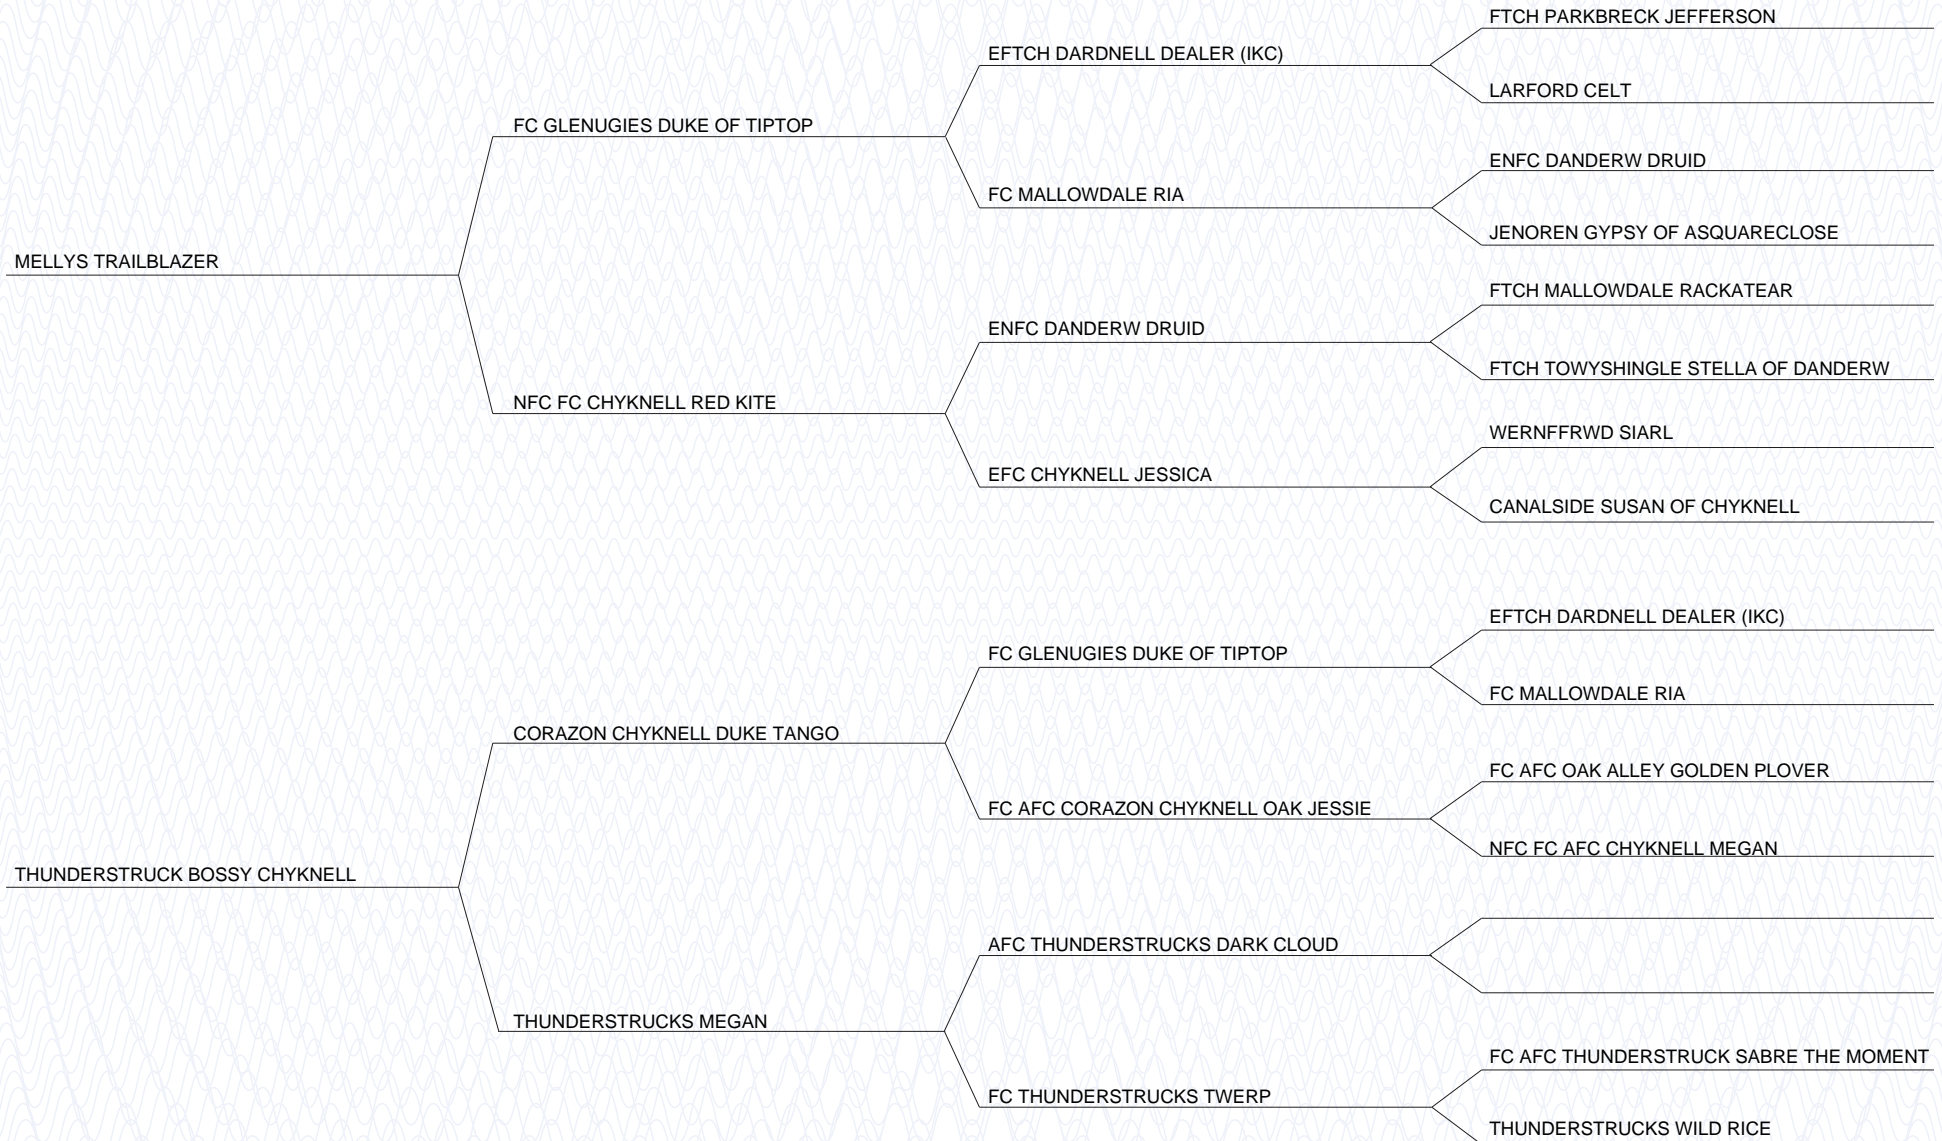 FTCH PARKBRECK JEFFERSON
EFTCH DARDNELL DEALER (IKC)
LARFORD CELT
FC GLENUGIES DUKE OF TIPTOP
ENFC DANDERW DRUID
FC MALLOWDALE RIA
JENOREN GYPSY OF ASQUARECLOSE
MELLYS TRAILBLAZER
FTCH MALLOWDALE RACKATEAR
ENFC DANDERW DRUID
FTCH TOWYSHINGLE STELLA OF DANDERW
NFC FC CHYKNELL RED KITE
WERNFFRWD SIARL
EFC CHYKNELL JESSICA
CANALSIDE SUSAN OF CHYKNELL
EFTCH DARDNELL DEALER (IKC)
FC GLENUGIES DUKE OF TIPTOP
FC MALLOWDALE RIA
CORAZON CHYKNELL DUKE TANGO
FC AFC OAK ALLEY GOLDEN PLOVER
FC AFC CORAZON CHYKNELL OAK JESSIE
NFC FC AFC CHYKNELL MEGAN
THUNDERSTRUCK BOSSY CHYKNELL
AFC THUNDERSTRUCKS DARK CLOUD
THUNDERSTRUCKS MEGAN
FC AFC THUNDERSTRUCK SABRE THE MOMENT
FC THUNDERSTRUCKS TWERP
THUNDERSTRUCKS WILD RICE